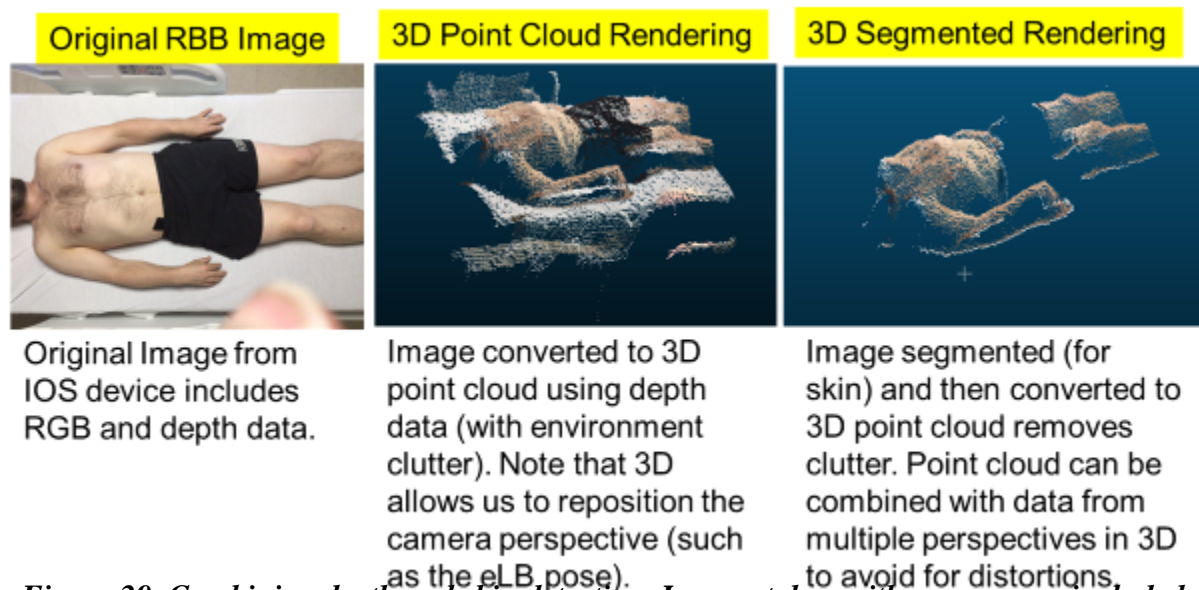 Original RBB Image
3D Point Cloud Rendering
3D Segmented Rendering
Original Image from
IOS device includes
RGB and depth data.
Image converted to 3D
point cloud using depth
data (with environment
clutter). Note that 3D
allows us to reposition the
camera perspective (such
as the eLB pose).
Image segmented (for
skin) and then converted to
3D point cloud removes
clutter. Point cloud can be
combined with data from
multiple perspectives in 3D
to avoid for distortions.